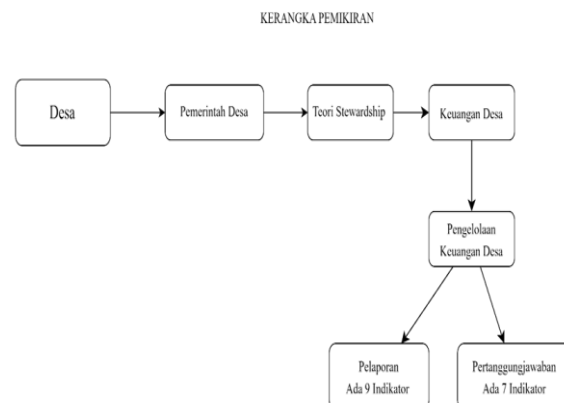 KERANGKA PEMIKIRAN
Desa
Pemerintah Desa
Teori Stewardship
Keuangan Desa
Pengelolaan
Keuangan Desa
Pelaporan
Ada 9 Indikator
Pertanggungjawaban
Ada 7 Indikator